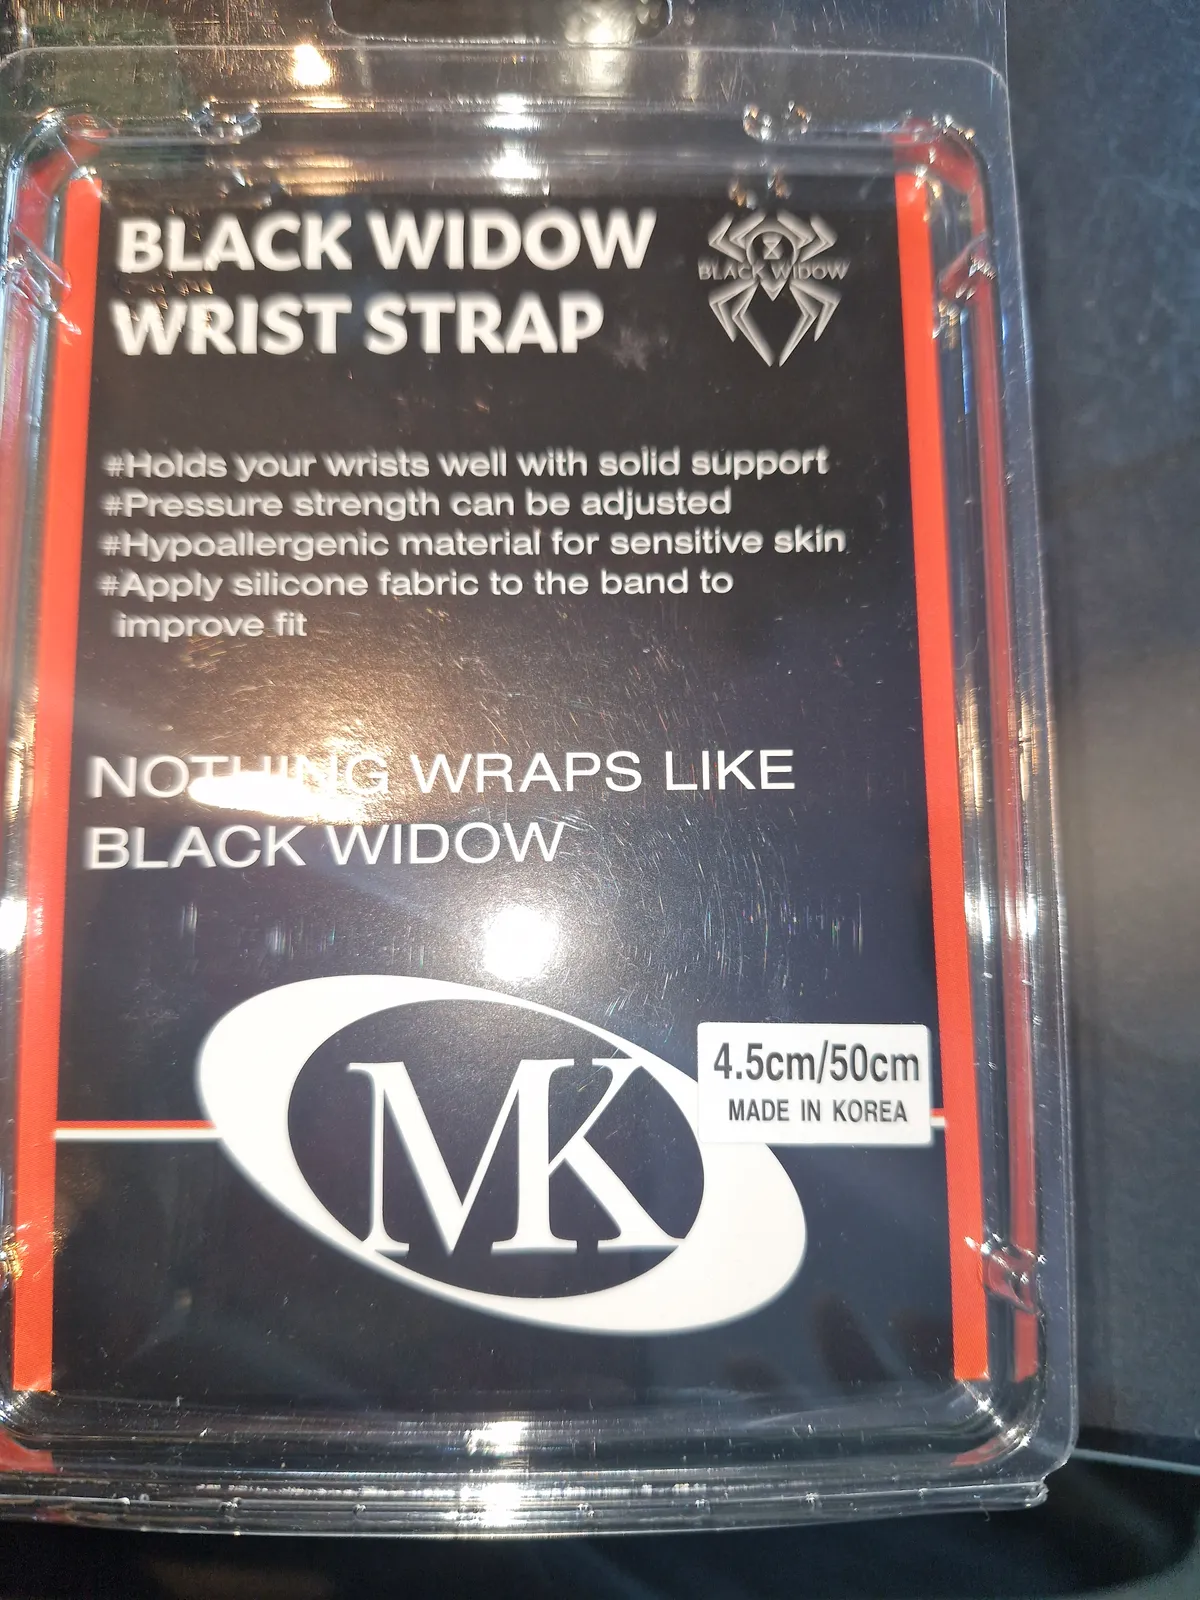 BLACK WIDOW
WRIST STRAP
BLACK WIDOW
#Holds your wrists well with solid support
#Pressure strength can be adjusted
#Hypoallergenic material for sensitive skin
#Apply silicone fabric to the band to
improve fit
NOTHING WRAPS LIKE
BLACK WIDOW
MK
4.5cm/50cm
MADE IN KOREA